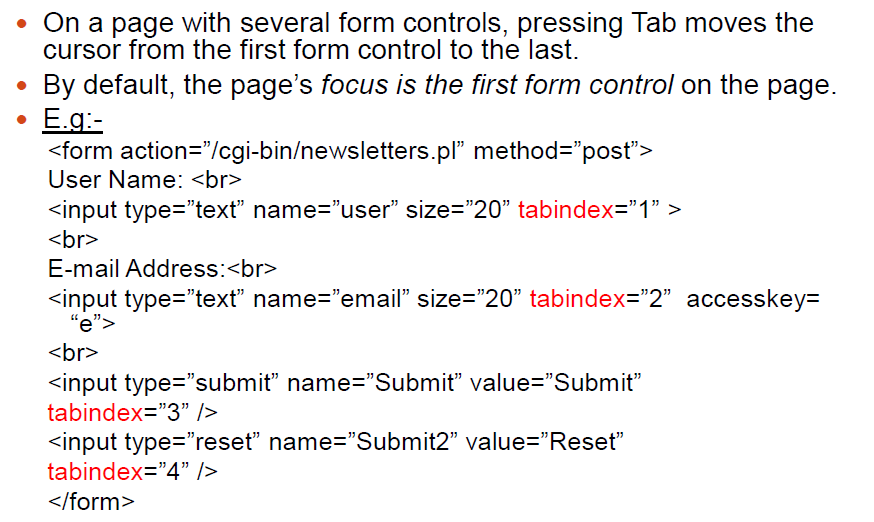 • On a page with several form controls, pressing Tab moves the
cursor from the first form control to the last.
• By default, the page’s focus is the first form control on the page.
• E.g:-
<form action=”/cgi-bin/newsletters.pl” method=”post”>
User Name: <br>
<input type=”text” name=”user” size=”20” tabindex=”1” >
<br>
E-mail Address:<br>
<input type=”text” name=”email” size=”20” tabindex=”2”  accesskey=
“e”>
<br>
<input type=”submit” name=”Submit” value=”Submit”
tabindex=”3” />
<input type=”reset” name=”Submit2” value=”Reset”
tabindex=”4” />
</form>